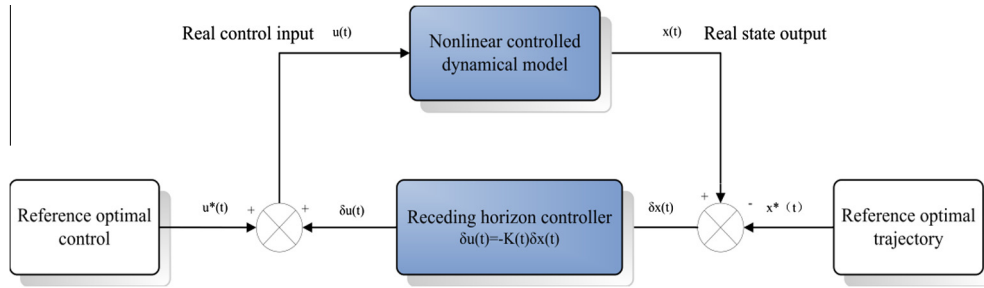 Real control input u(t)
Nonlinear controlled
dynamical model
x(t) Real state output
Reference optimal
control
u*(t)
+
+
δu(t)
Receding horizon controller
δu(t)=-K(t)δx(t)
δx(t)
+
-
x*（t）
Reference optimal
trajectory